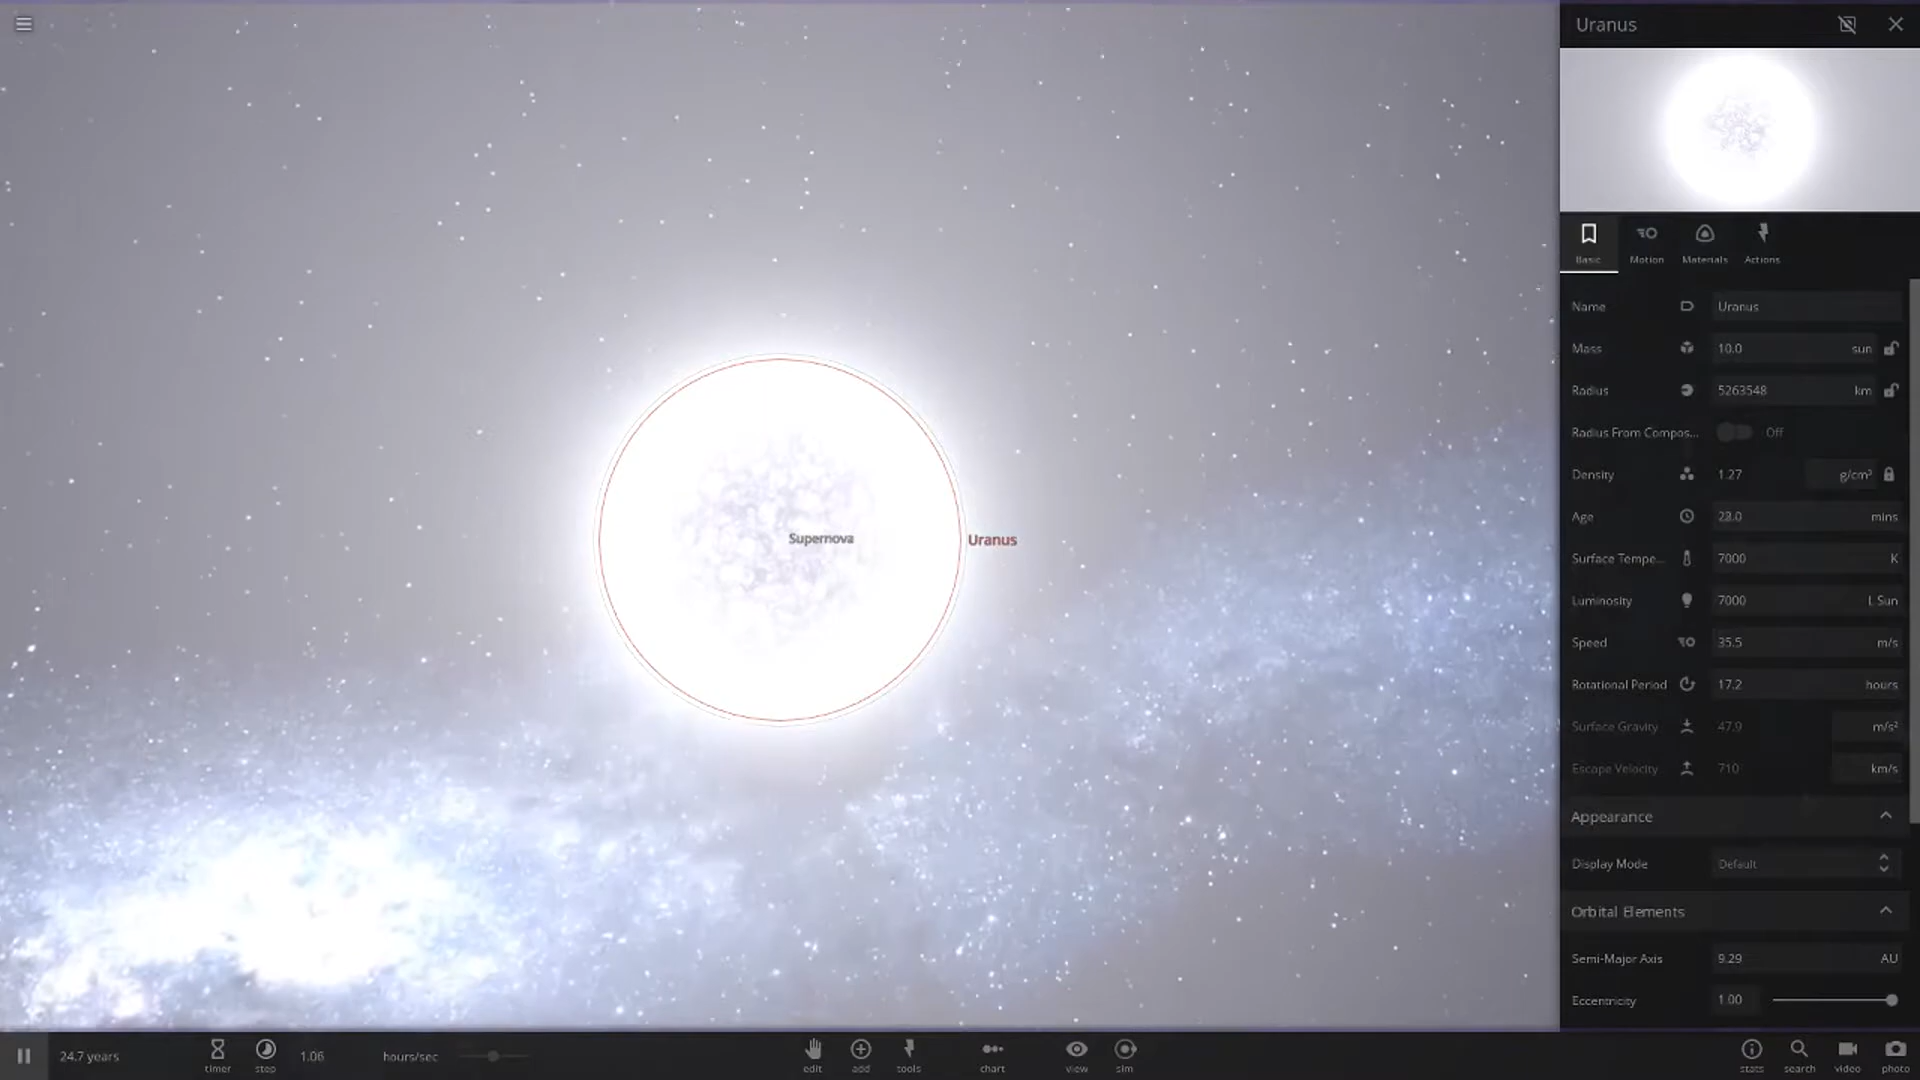 Uranus
Basic Motion Materials Actions
Name Uranus
Mass 10.0 sun
Radius 5263548 km
Radius From Compos... Off
Density 1.27 g/cm³
Age mins
Surface Tempe... 7000 K
Luminosity 7000 L Sun
Speed 35.5 m/s
Rotational Period 17.2 hours
Surface Gravity 47.9 m/s²
Escape Velocity 710 km/s
Appearance
Display Mode Default
Orbital Elements
Semi-Major Axis 9.29 AU
Eccentricity 1.00
Supernova
Uranus
24.7 years timer step 1.06 hours/sec edit add tools chart view sim stats search video photo